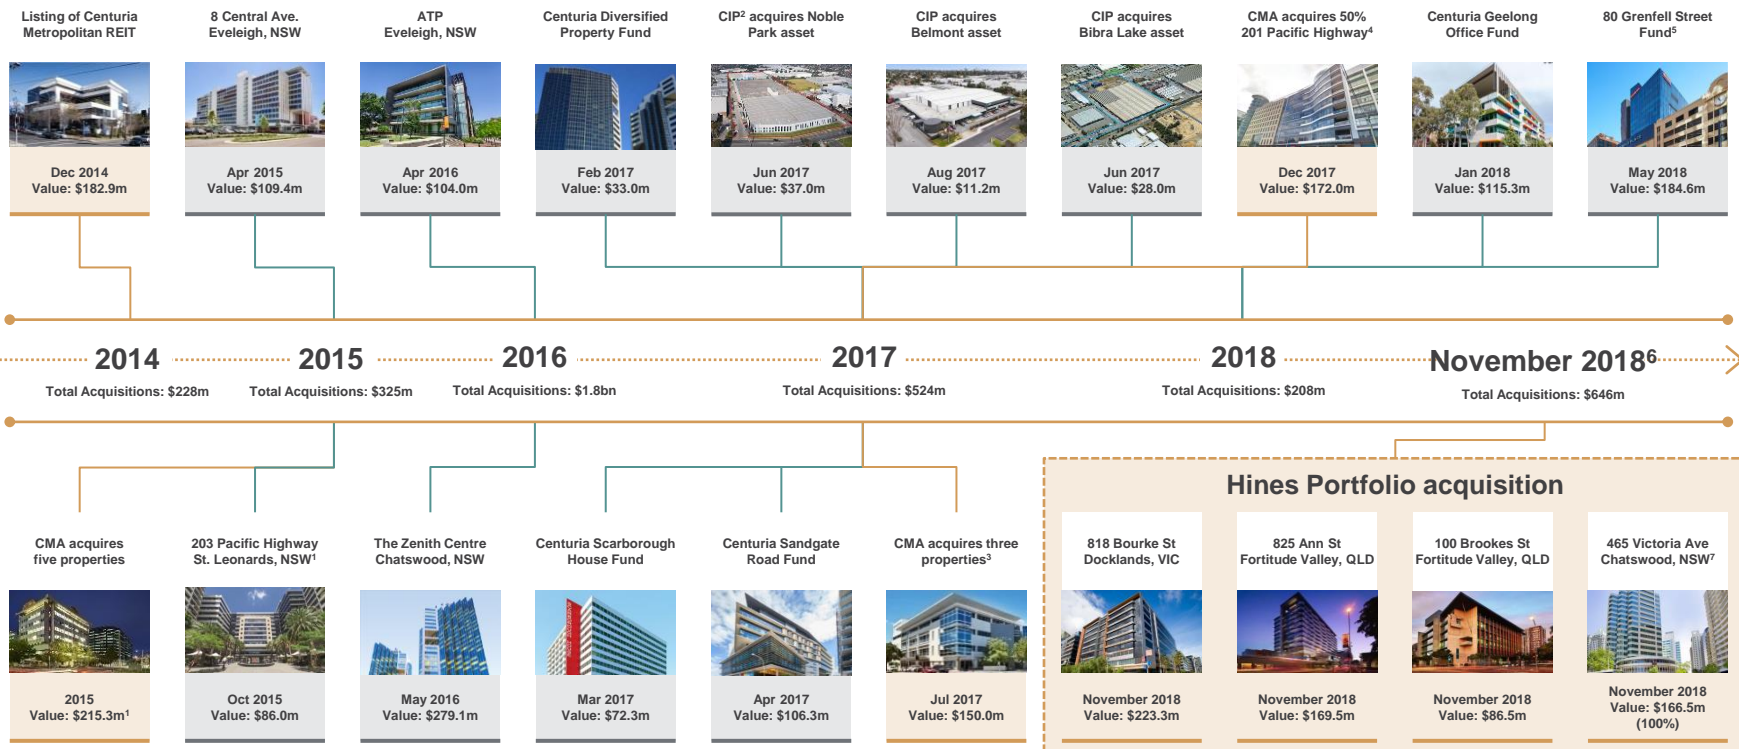 Listing of Centuria
Metropolitan REIT
8 Central Ave.
Eveleigh, NSW
ATP
Eveleigh, NSW
Centuria Diversified
Property Fund
CIP² acquires Noble
Park asset
CIP acquires
Belmont asset
CIP acquires
Bibra Lake asset
CMA acquires 50%
201 Pacific Highway⁴
Centuria Geelong
Office Fund
80 Grenfell Street
Fund⁵
Dec 2014
Value: $182.9m
Apr 2015
Value: $109.4m
Apr 2016
Value: $104.0m
Feb 2017
Value: $33.0m
Jun 2017
Value: $37.0m
Aug 2017
Value: $11.2m
Jun 2017
Value: $28.0m
Dec 2017
Value: $172.0m
Jan 2018
Value: $115.3m
May 2018
Value: $184.6m
2014
Total Acquisitions: $228m
2015
Total Acquisitions: $325m
2016
Total Acquisitions: $1.8bn
2017
Total Acquisitions: $524m
2018
Total Acquisitions: $208m
November 2018⁶
Total Acquisitions: $646m
Hines Portfolio acquisition
CMA acquires
five properties
203 Pacific Highway
St. Leonards, NSW¹
The Zenith Centre
Chatswood, NSW
Centuria Scarborough
House Fund
Centuria Sandgate
Road Fund
CMA acquires three
properties³
818 Bourke St
Docklands, VIC
825 Ann St
Fortitude Valley, QLD
100 Brookes St
Fortitude Valley, QLD
465 Victoria Ave
Chatswood, NSW⁷
2015
Value: $215.3m¹
Oct 2015
Value: $86.0m
May 2016
Value: $279.1m
Mar 2017
Value: $72.3m
Apr 2017
Value: $106.3m
Jul 2017
Value: $150.0m
November 2018
Value: $223.3m
November 2018
Value: $169.5m
November 2018
Value: $86.5m
November 2018
Value: $166.5m
(100%)